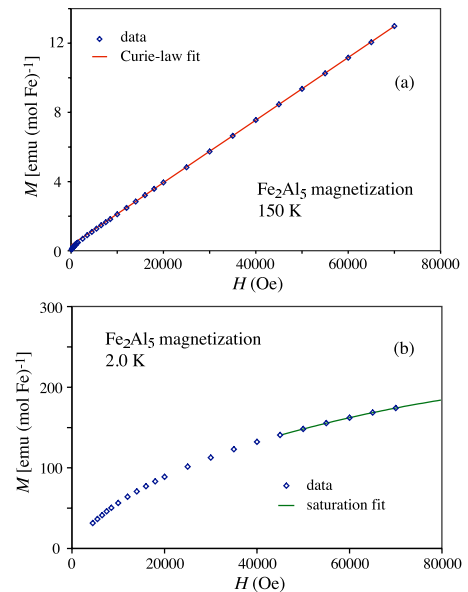 M [emu (mol Fe)-1]
12
8
4
0
data
Curie-law fit
(a)
Fe2Al5 magnetization
150 K
0 20000 40000 60000 80000
H (Oe)
M [emu (mol Fe)-1]
300
200
100
0
Fe2Al5 magnetization
2.0 K
(b)
data
saturation fit
0 20000 40000 60000 80000
H (Oe)